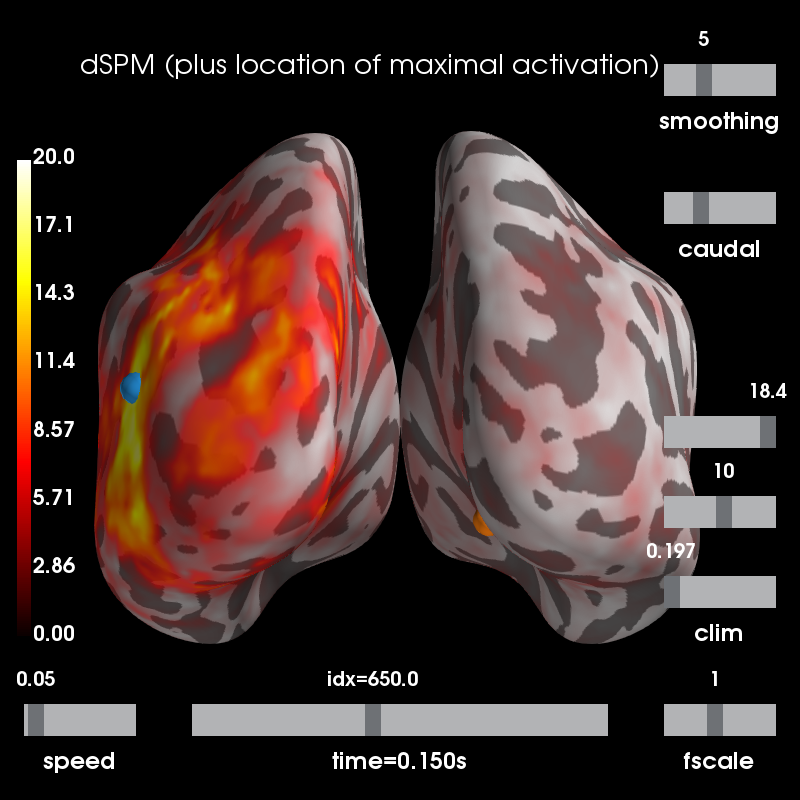 5
dSPM (plus location of maximal activation)
smoothing
20.0
17.1
caudal
14.3
11.4
18.4
8.57
10
5.71
0.197
2.86
0.00
clim
0.05
idx=650.0
1
speed
time=0.150s
fscale